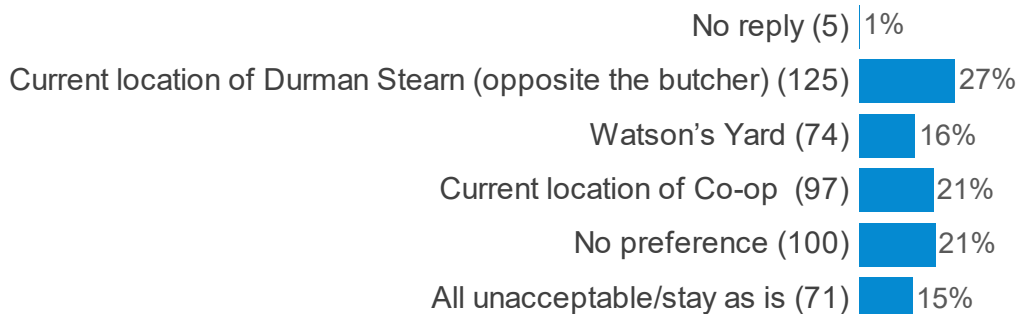 No reply (5) 1%
Current location of Durman Stearn (opposite the butcher) (125) 27%
Watson’s Yard (74) 16%
Current location of Co-op  (97) 21%
No preference (100) 21%
All unacceptable/stay as is (71) 15%